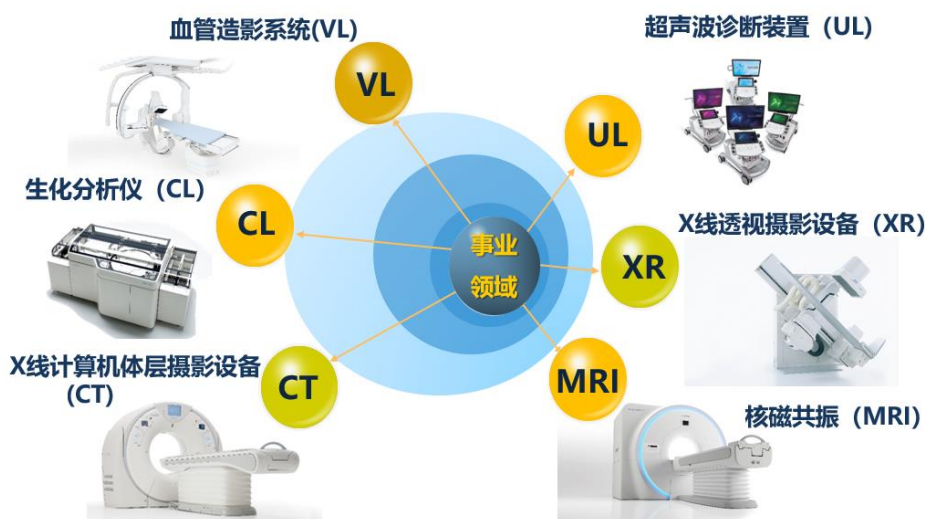 血管造影系统(VL)
超声波诊断装置（UL）
VL
UL
生化分析仪（CL）
CL
X线透视摄影设备（XR）
事业
领域
XR
X线计算机体层摄影设备
(CT)
CT
MRI
核磁共振（MRI）